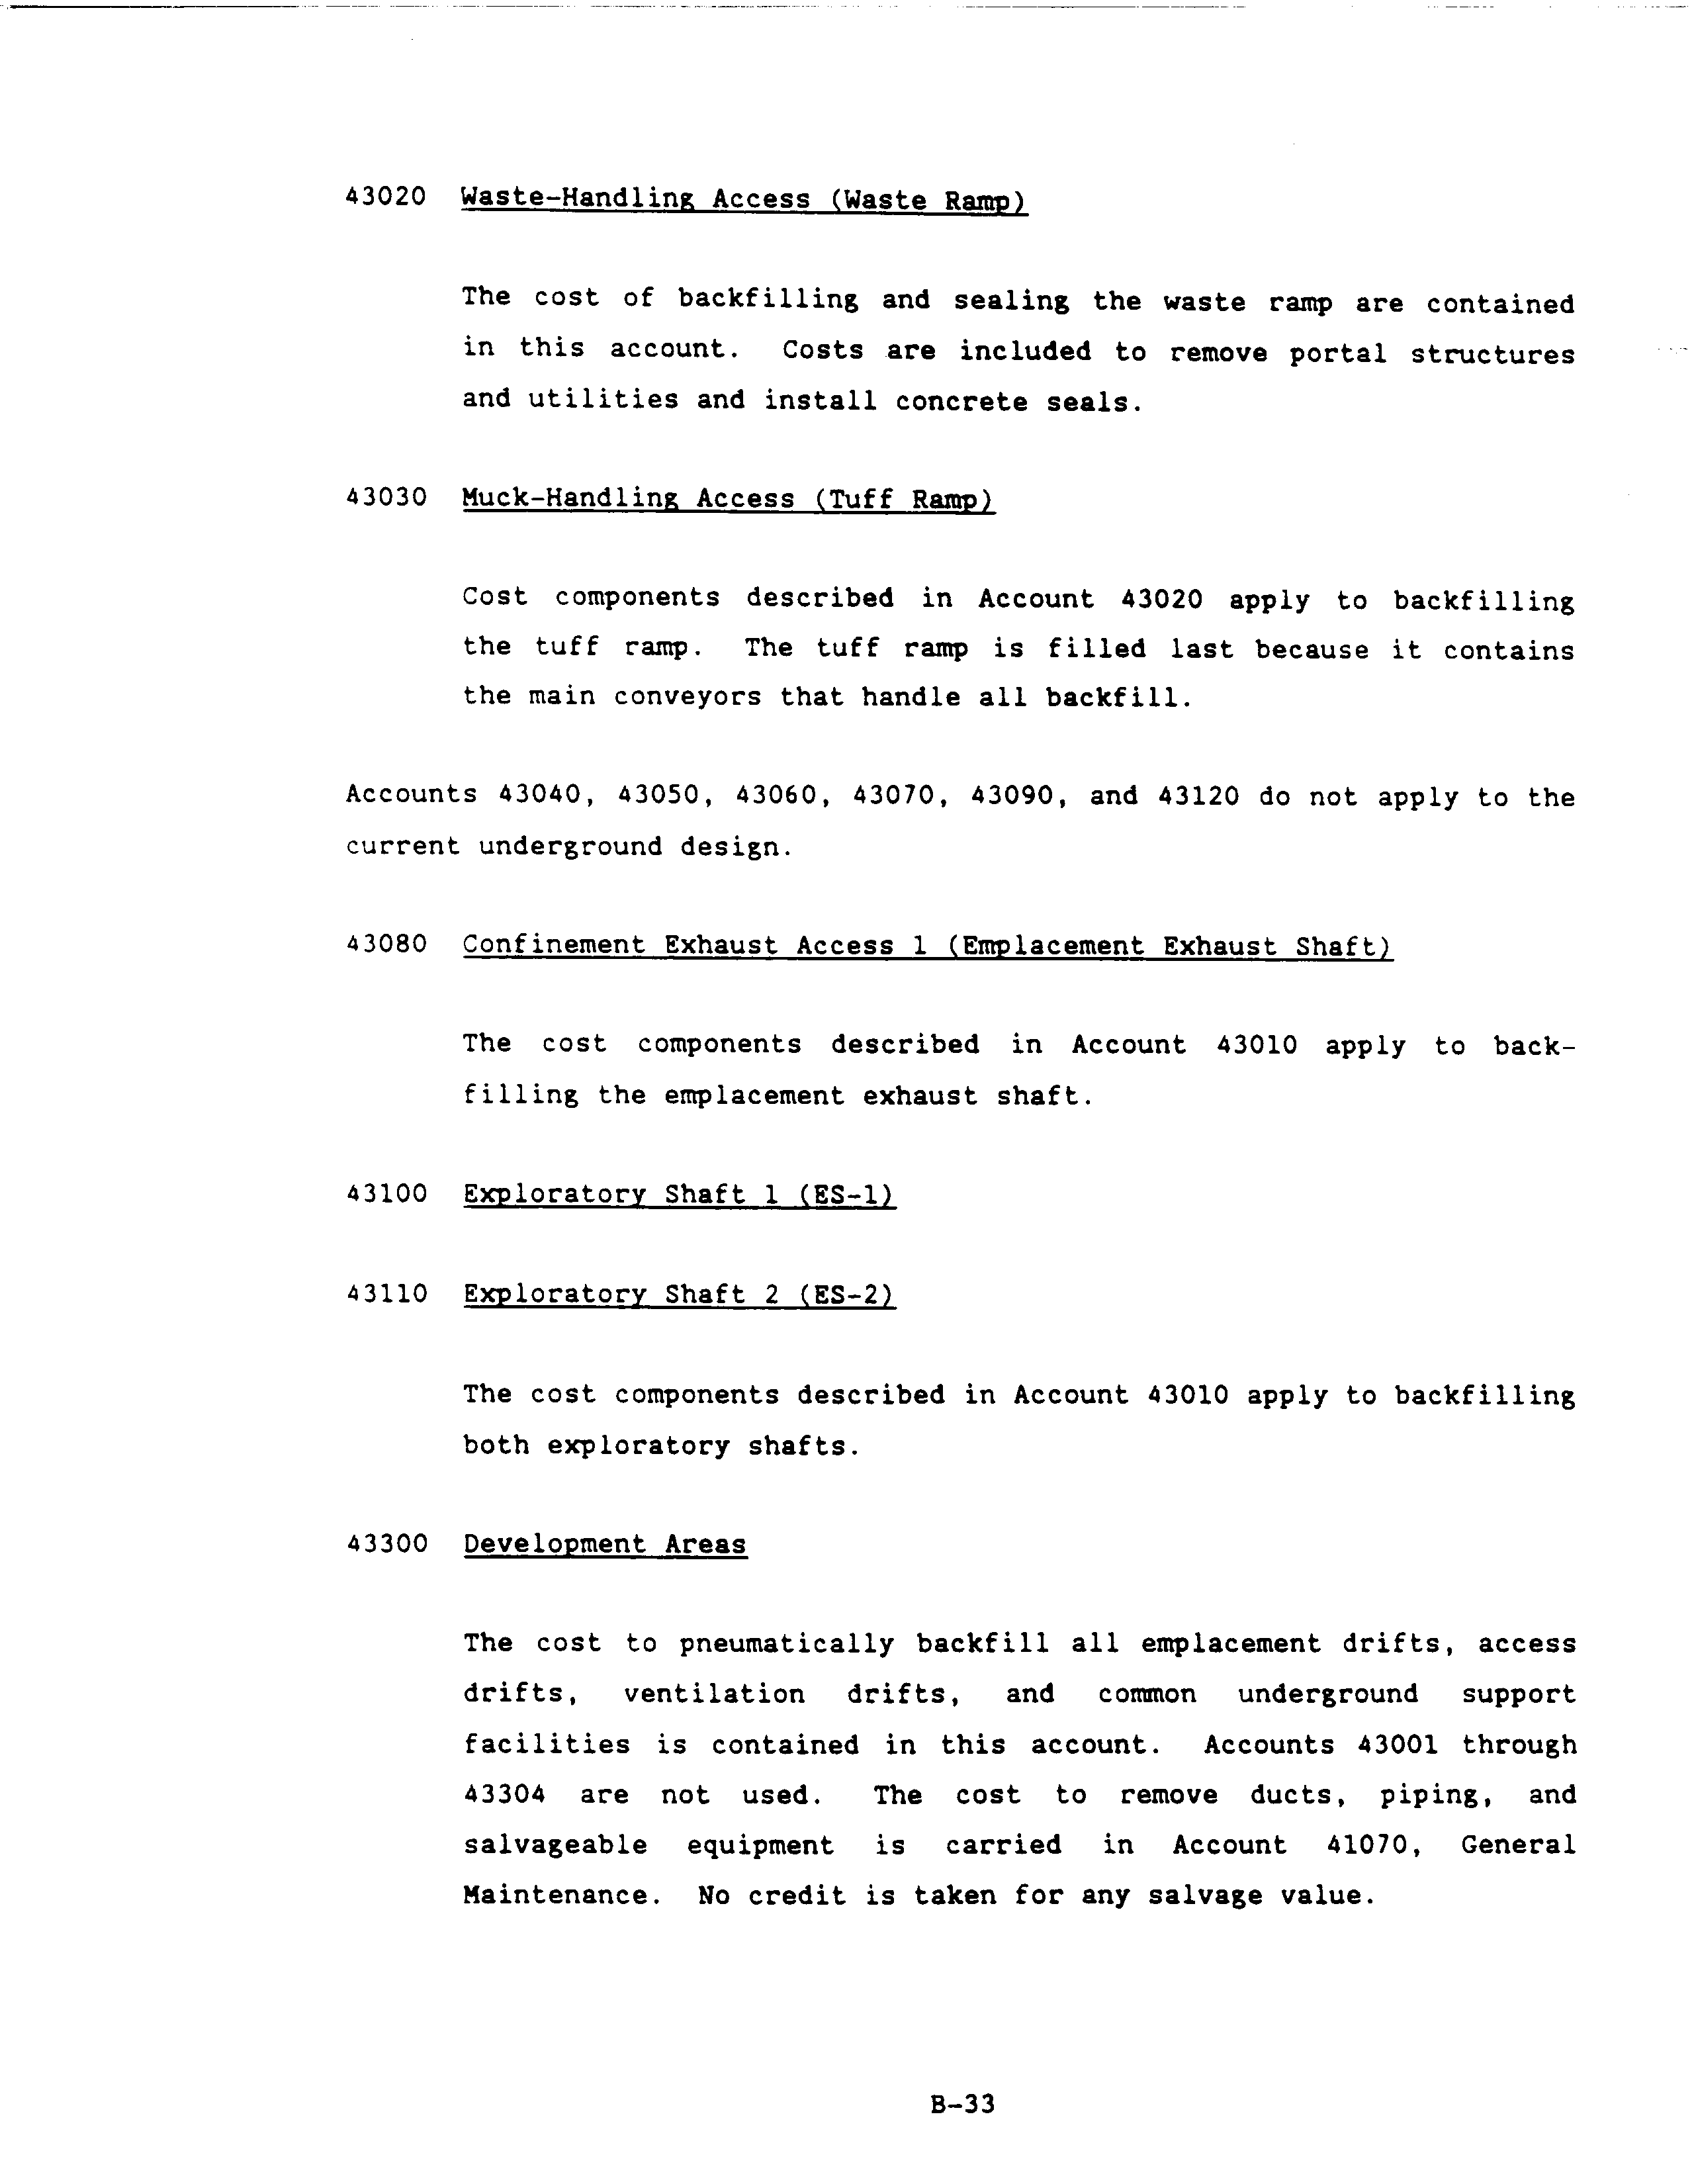 43020 Waste-Handling Access (Waste Ramp)
The cost of backfilling and sealing the waste ramp are contained
in this account. Costs are included to remove portal structures
and utilities and install concrete seals.
43030 Muck-Handling Access (Tuff Ramp)
Cost components described in Account 43020 apply to backfilling
the tuff ramp. The tuff ramp is filled last because it contains
the main conveyors that handle all backfill.
Accounts 43040, 43050, 43060, 43070, 43090, and 43120 do not apply to the
current underground design.
43080 Confinement Exhaust Access 1 (Emplacement Exhaust Shaft)
The cost components described in Account 43010 apply to back-
filling the emplacement exhaust shaft.
43100 Exploratory Shaft 1 (ES-1)
43110 Exploratory Shaft 2 (ES-2)
The cost components described in Account 43010 apply to backfilling
both exploratory shafts.
43300 Development Areas
The cost to pneumatically backfill all emplacement drifts, access
drifts, ventilation drifts, and common underground support
facilities is contained in this account. Accounts 43001 through
43304 are not used. The cost to remove ducts, piping, and
salvageable equipment is carried in Account 41070, General
Maintenance. No credit is taken for any salvage value.
B-33